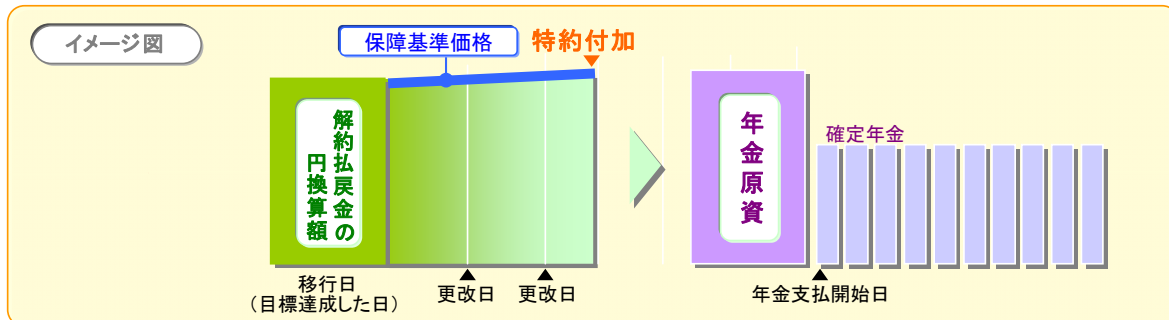 イメージ図
保障基準価格
特約付加
解約払戻金の
円換算額
年金原資
確定年金
移行日
(目標達成した日)
更改日
更改日
年金支払開始日